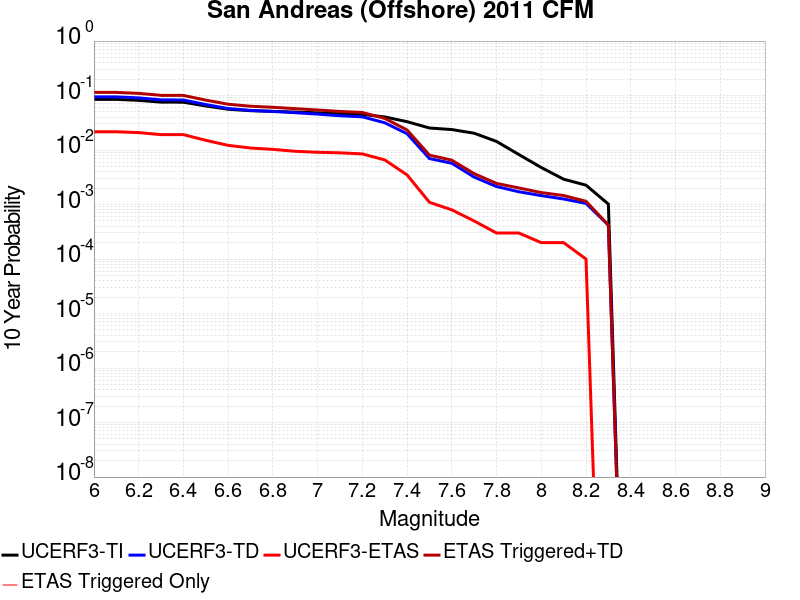 San Andreas (Offshore) 2011 CFM
10 Year Probability
10^0
10^-1
10^-2
10^-3
10^-4
10^-5
10^-6
10^-7
10^-8
6 6.2 6.4 6.6 6.8 7 7.2 7.4 7.6 7.8 8 8.2 8.4 8.6 8.8 9
Magnitude
UCERF3-TI UCERF3-TD UCERF3-ETAS ETAS Triggered+TD
ETAS Triggered Only